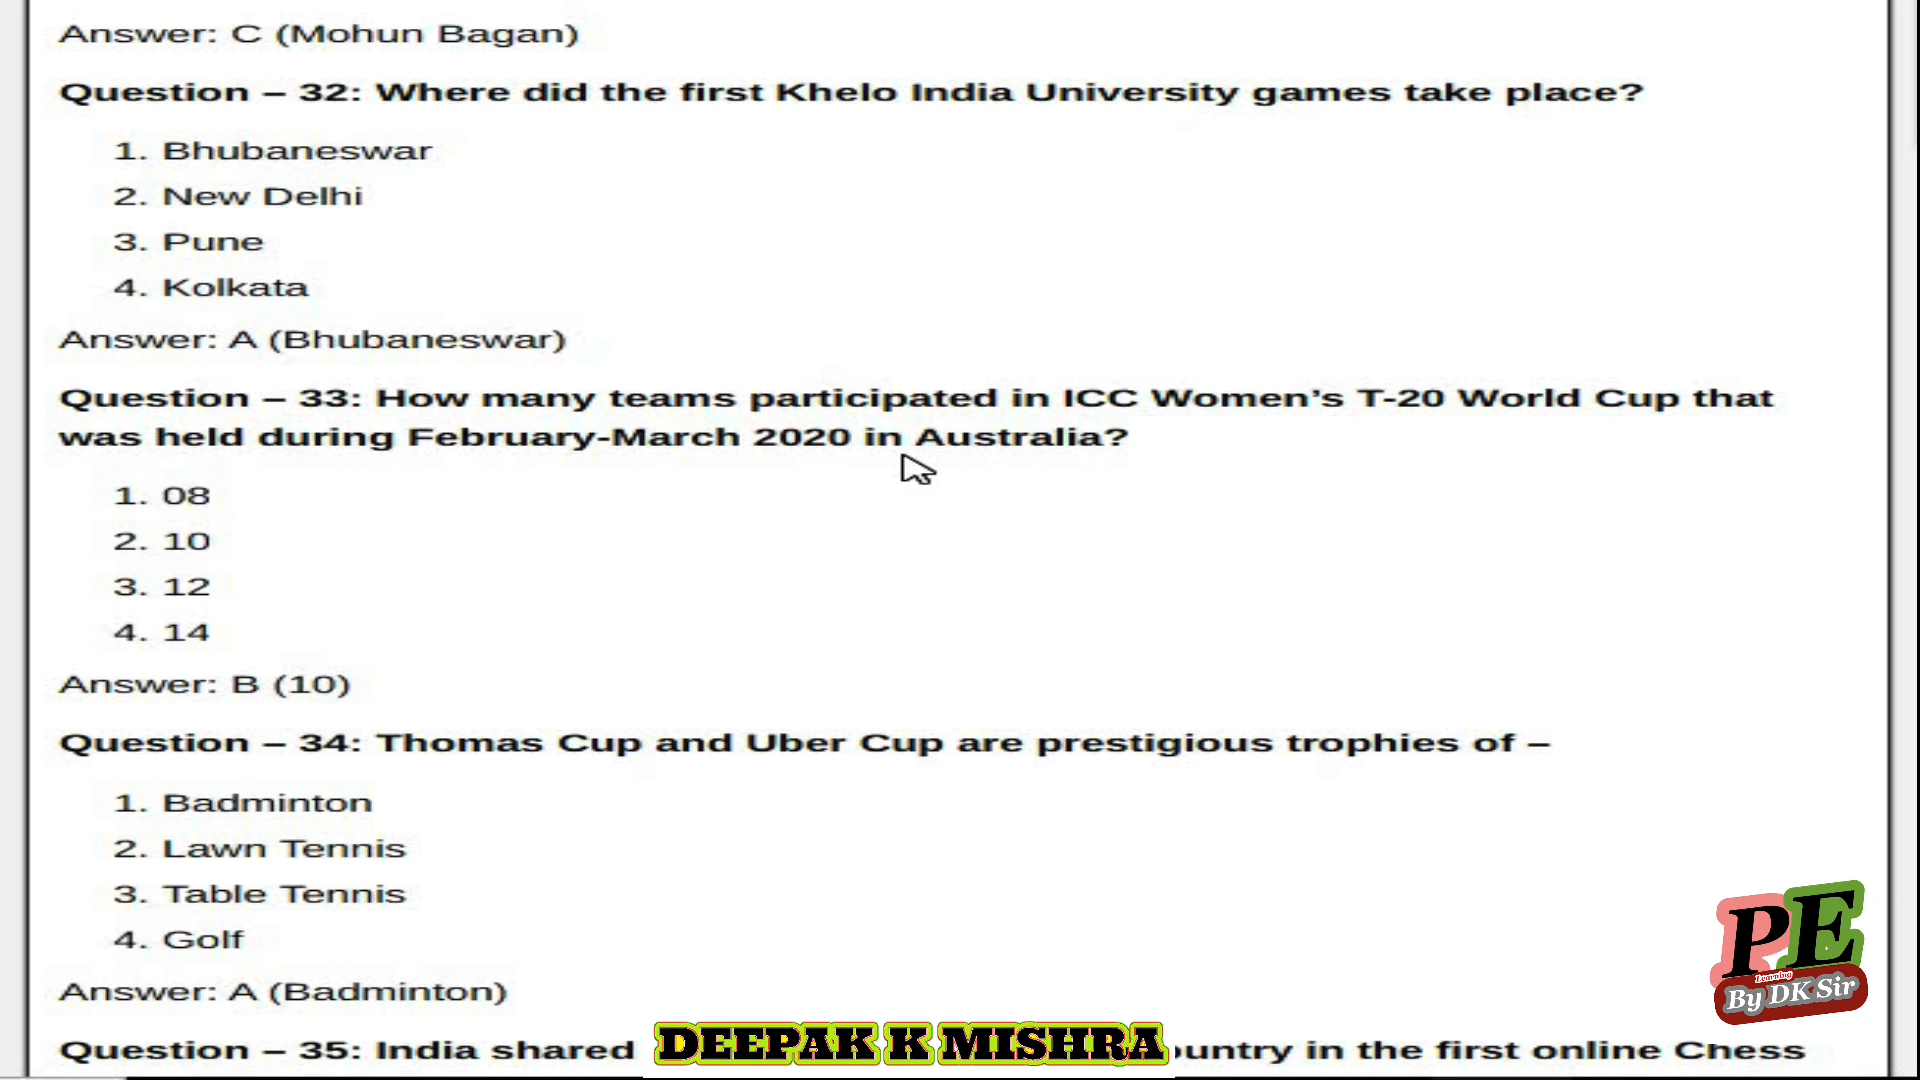 Answer: C (Mohun Bagan)
Question – 32: Where did the first Khelo India University games take place?
1. Bhubaneswar
2. New Delhi
3. Pune
4. Kolkata
Answer: A (Bhubaneswar)
Question – 33: How many teams participated in ICC Women's T-20 World Cup that
was held during February-March 2020 in Australia?
1. 08
2. 10
3. 12
4. 14
Answer: B (10)
Question – 34: Thomas Cup and Uber Cup are prestigious trophies of –
1. Badminton
2. Lawn Tennis
3. Table Tennis
4. Golf
Answer: A (Badminton)
PE
Learning
By DK Sir
Question – 35: India shared
DEEPAK K MISHRA
in the first online Chess